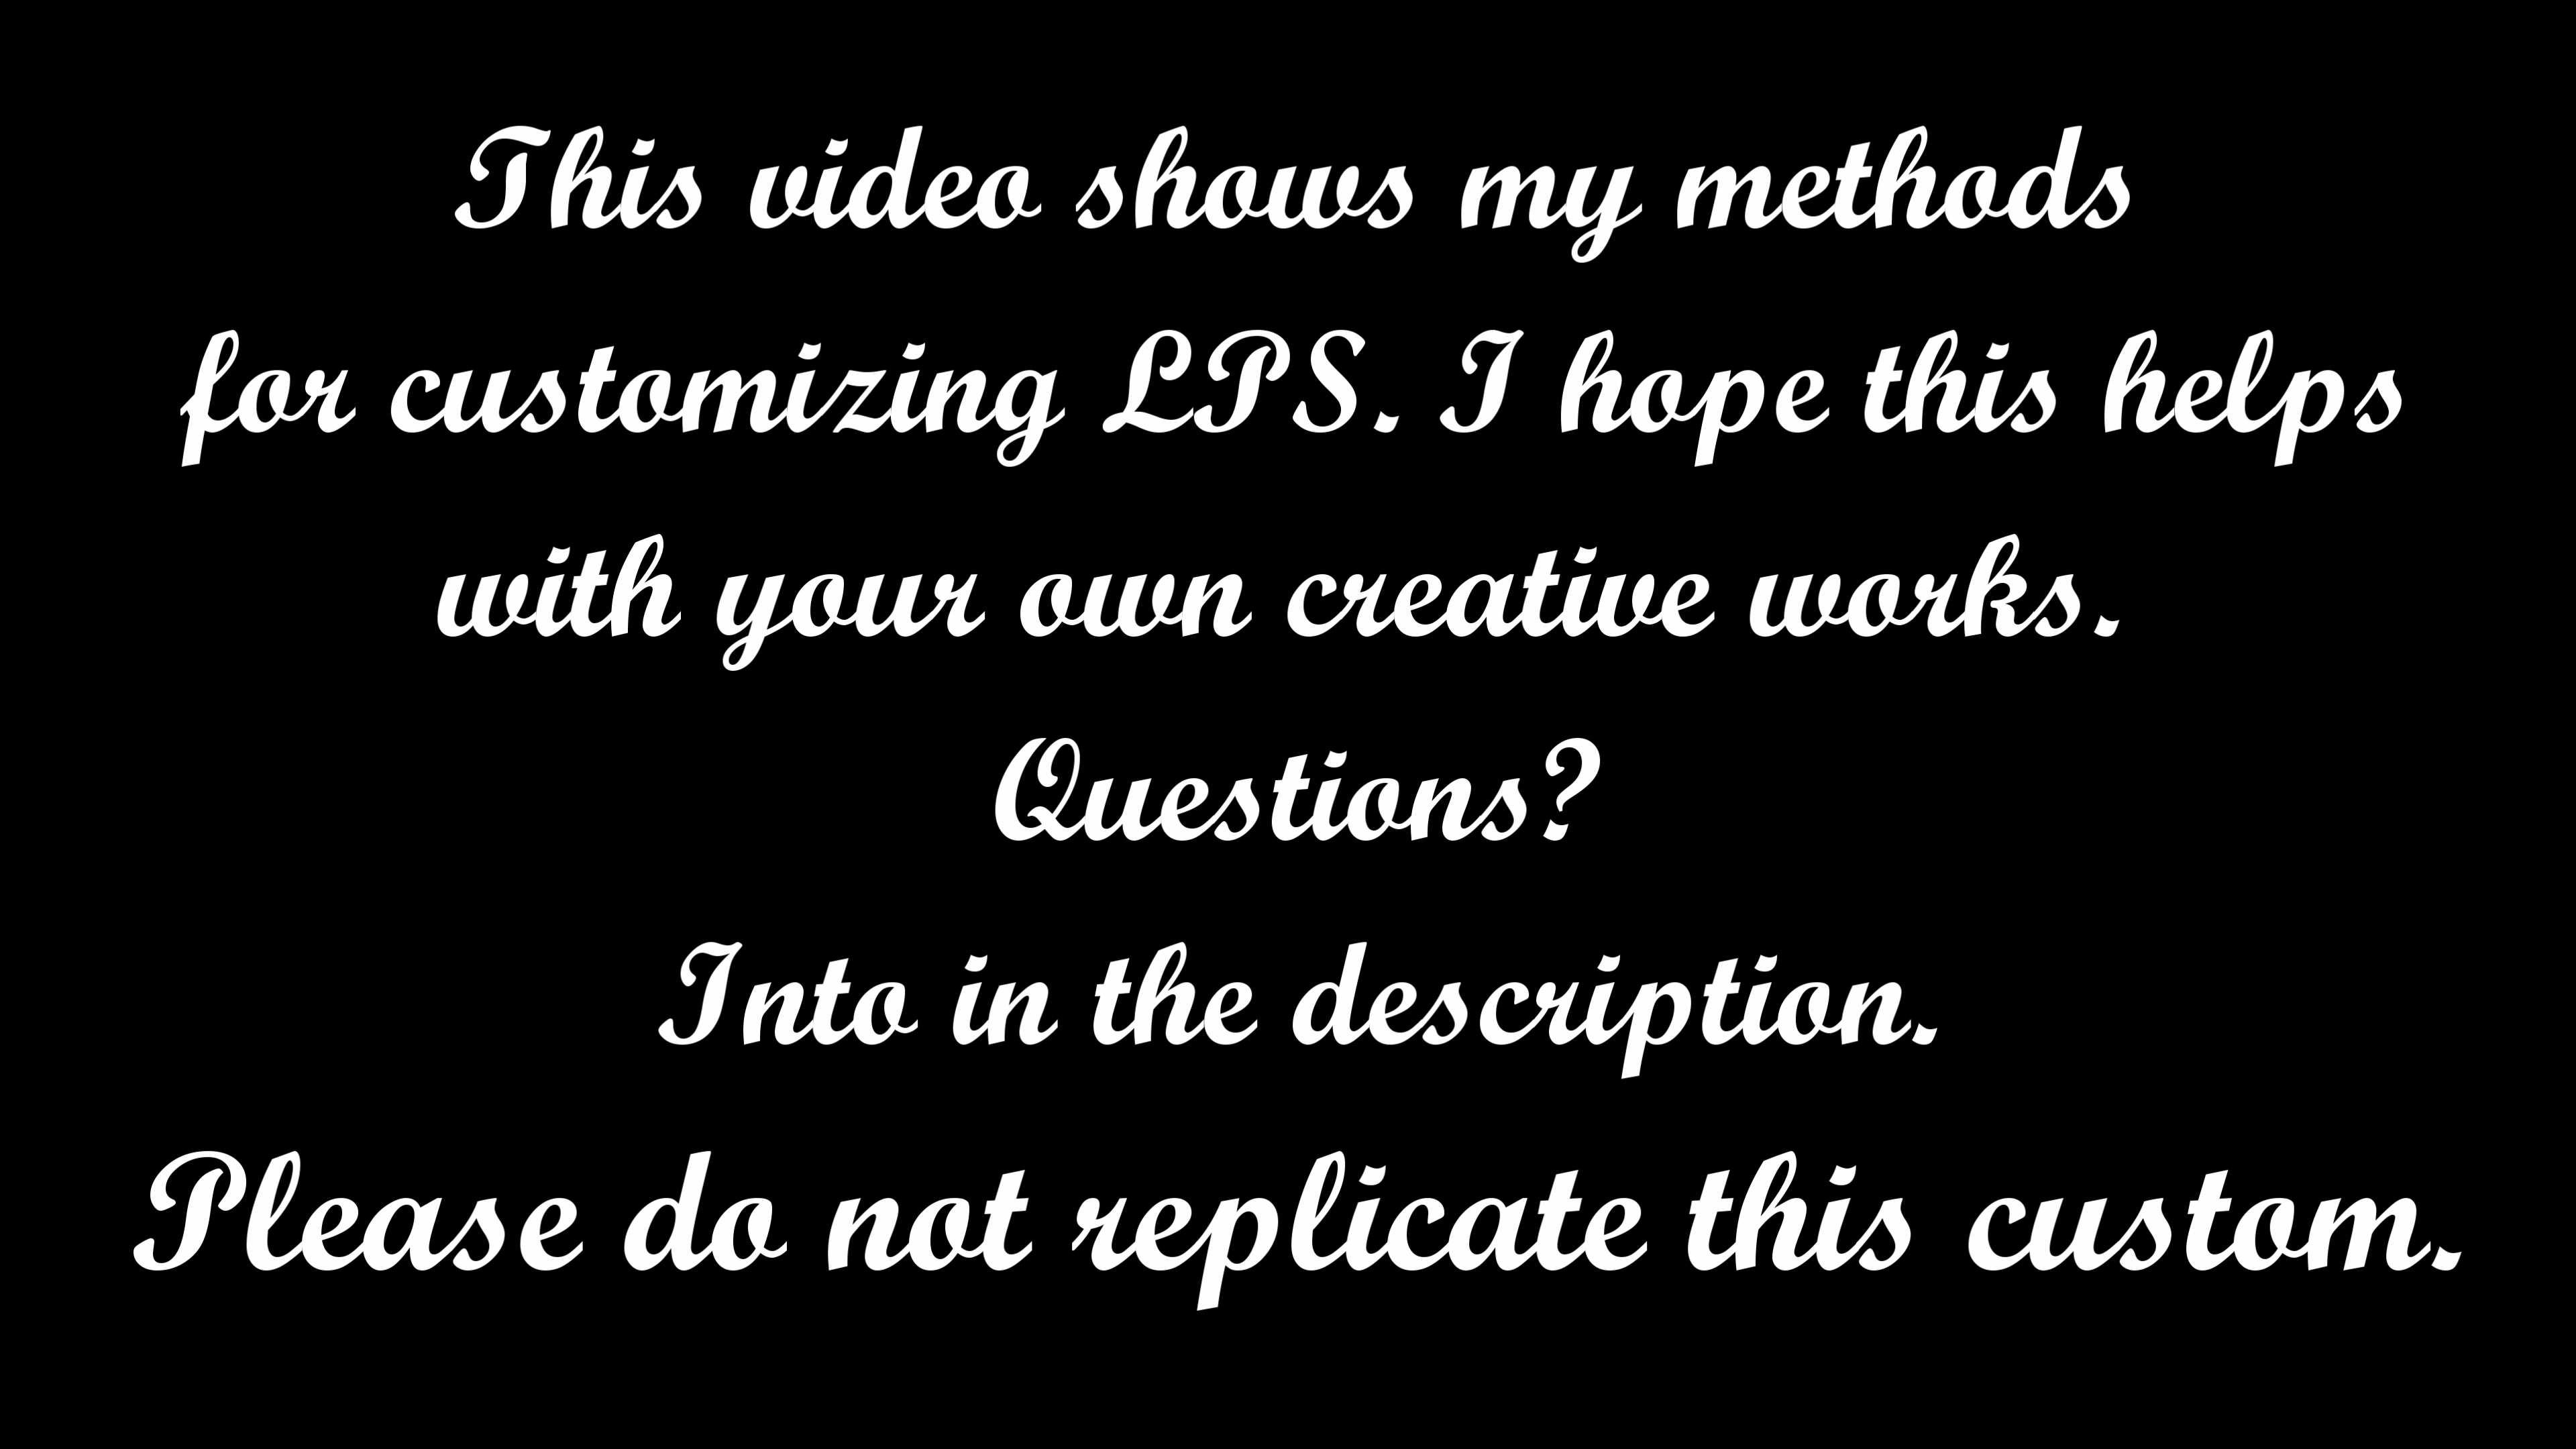 This video shows my methods
for customizing LPS. I hope this helps
with your own creative works.
Questions?
Into in the description.
Please do not replicate this custom.